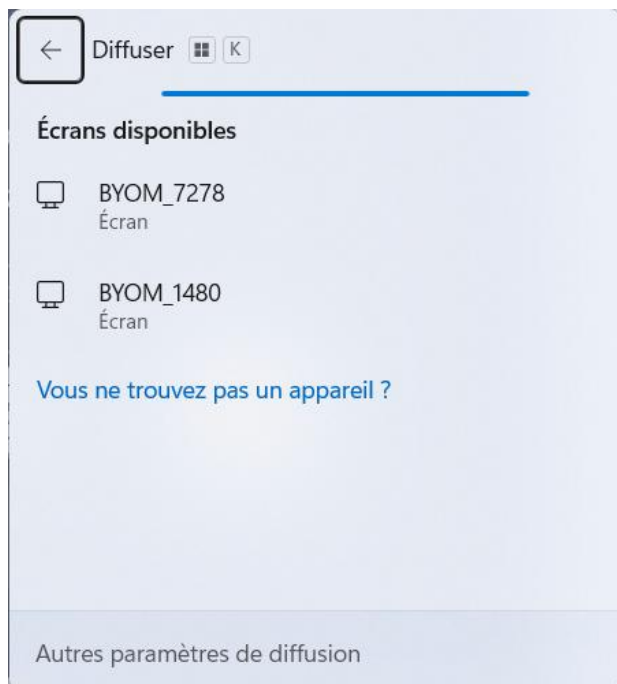 Diffuser K
Écrans disponibles
BYOM_7278
Écran
BYOM_1480
Écran
Vous ne trouvez pas un appareil ?
Autres paramètres de diffusion